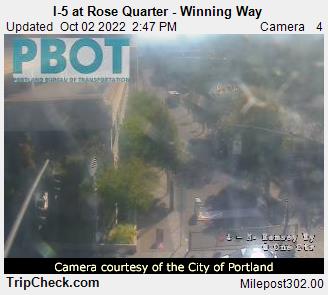 I-5 at Rose Quarter - Winning Way
Updated Oct 02 2022 2:47 PM Camera 4
PBOT
PORTLAND BUREAU OF TRANSPORTATION
Camera courtesy of the City of Portland
TripCheck.com Milepost302.00